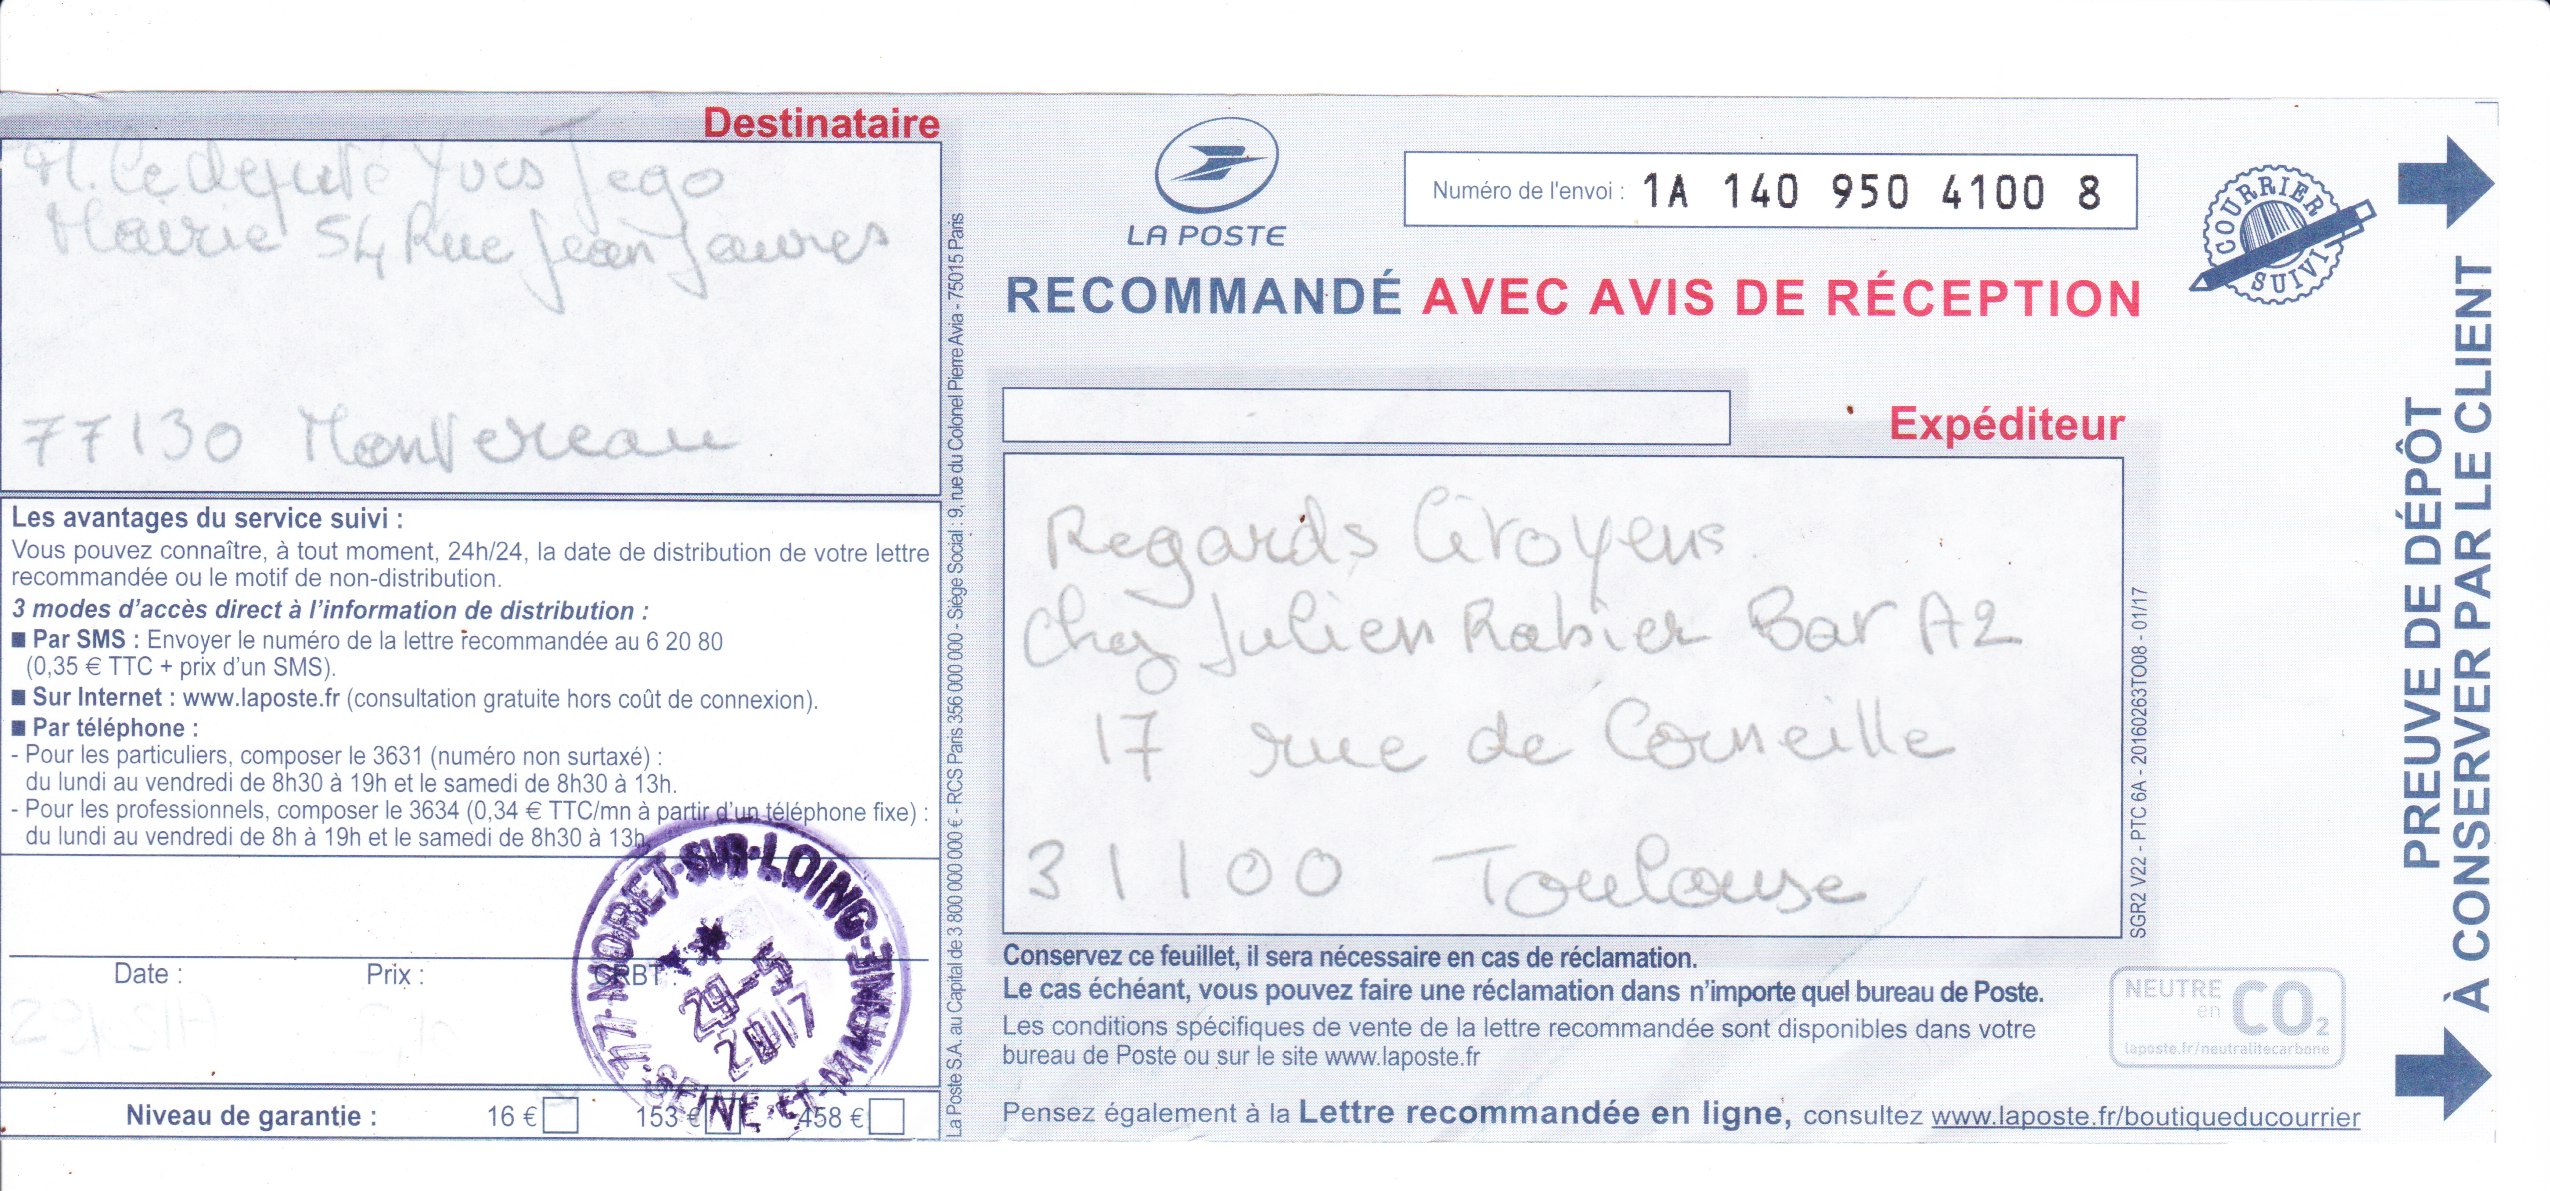 Destinataire
M. le député Yves Jego
Mairie 54 Rue Jean Jaures
77130 Montereau
Les avantages du service suivi :
Vous pouvez connaître, à tout moment, 24h/24, la date de distribution de votre lettre
recommandée ou le motif de non-distribution.
3 modes d'accès direct à l'information de distribution :
■ Par SMS : Envoyer le numéro de la lettre recommandée au 6 20 80
(0,35 € TTC + prix d'un SMS).
■ Sur Internet : www.laposte.fr (consultation gratuite hors coût de connexion).
■ Par téléphone :
- Pour les particuliers, composer le 3631 (numéro non surtaxé) :
du lundi au vendredi de 8h30 à 19h et le samedi de 8h30 à 13h.
- Pour les professionnels, composer le 3634 (0,34 € TTC/mn à partir d'un téléphone fixe) :
du lundi au vendredi de 8h à 19h et le samedi de 8h30 à 13h.
Date : Prix : CRBT :
77-MORET-SUR-LOING-
SEINE-ET-MARNE
29-5
2017
Niveau de garantie : 16 € 153 € 458 €
La Poste S.A. au Capital de 3 800 000 000 € - RCS Paris 356 000 000 - Siège Social : 9, rue du Colonel Pierre Avia - 75015 Paris
LA POSTE
Numéro de l'envoi : 1A 140 950 4100 8
COURRIER
SUIVI
RECOMMANDÉ AVEC AVIS DE RÉCEPTION
Expéditeur
Regards Citoyens
Chez Julien Rabier Bat A2
17 rue de Corneille
31100 Toulouse
SGR2 V22 - PTC 6A - 20160263TO08 - 01/17
Conservez ce feuillet, il sera nécessaire en cas de réclamation.
Le cas échéant, vous pouvez faire une réclamation dans n'importe quel bureau de Poste.
Les conditions spécifiques de vente de la lettre recommandée sont disponibles dans votre
bureau de Poste ou sur le site www.laposte.fr
NEUTRE
en
CO2
laposte.fr/neutralitecarbone
Pensez également à la Lettre recommandée en ligne, consultez www.laposte.fr/boutiqueducourrier
PREUVE DE DÉPÔT
À CONSERVER PAR LE CLIENT